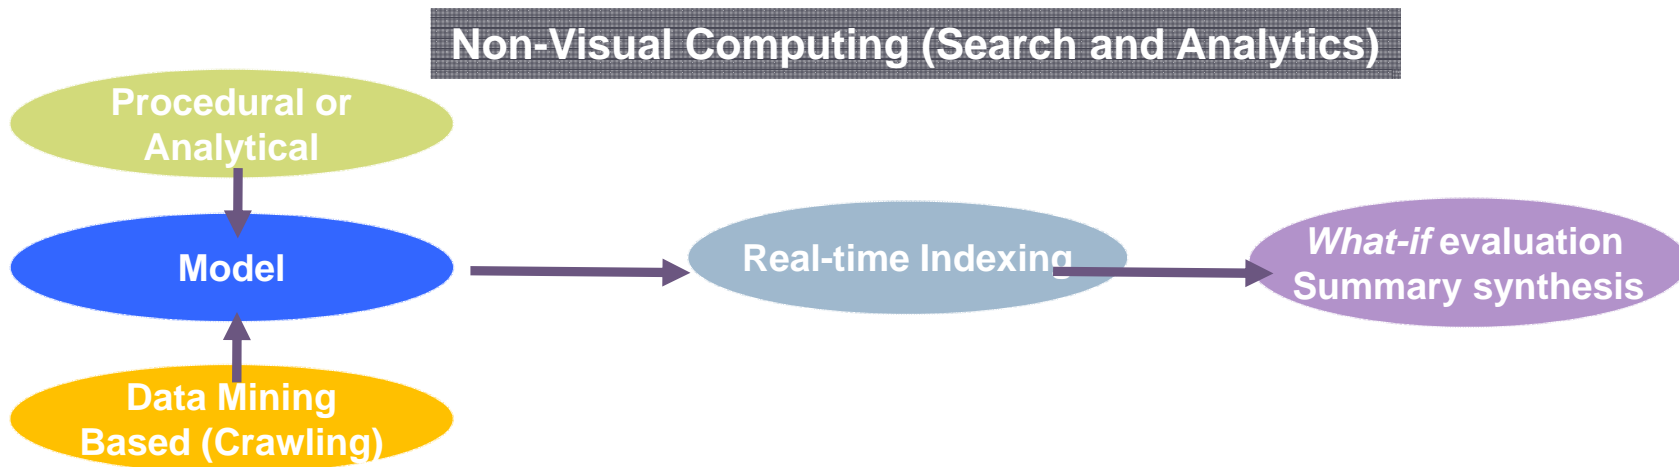 Non-Visual Computing (Search and Analytics)
Procedural or
Analytical
Model
Real-time Indexing
What-if evaluation
Summary synthesis
Data Mining
Based (Crawling)